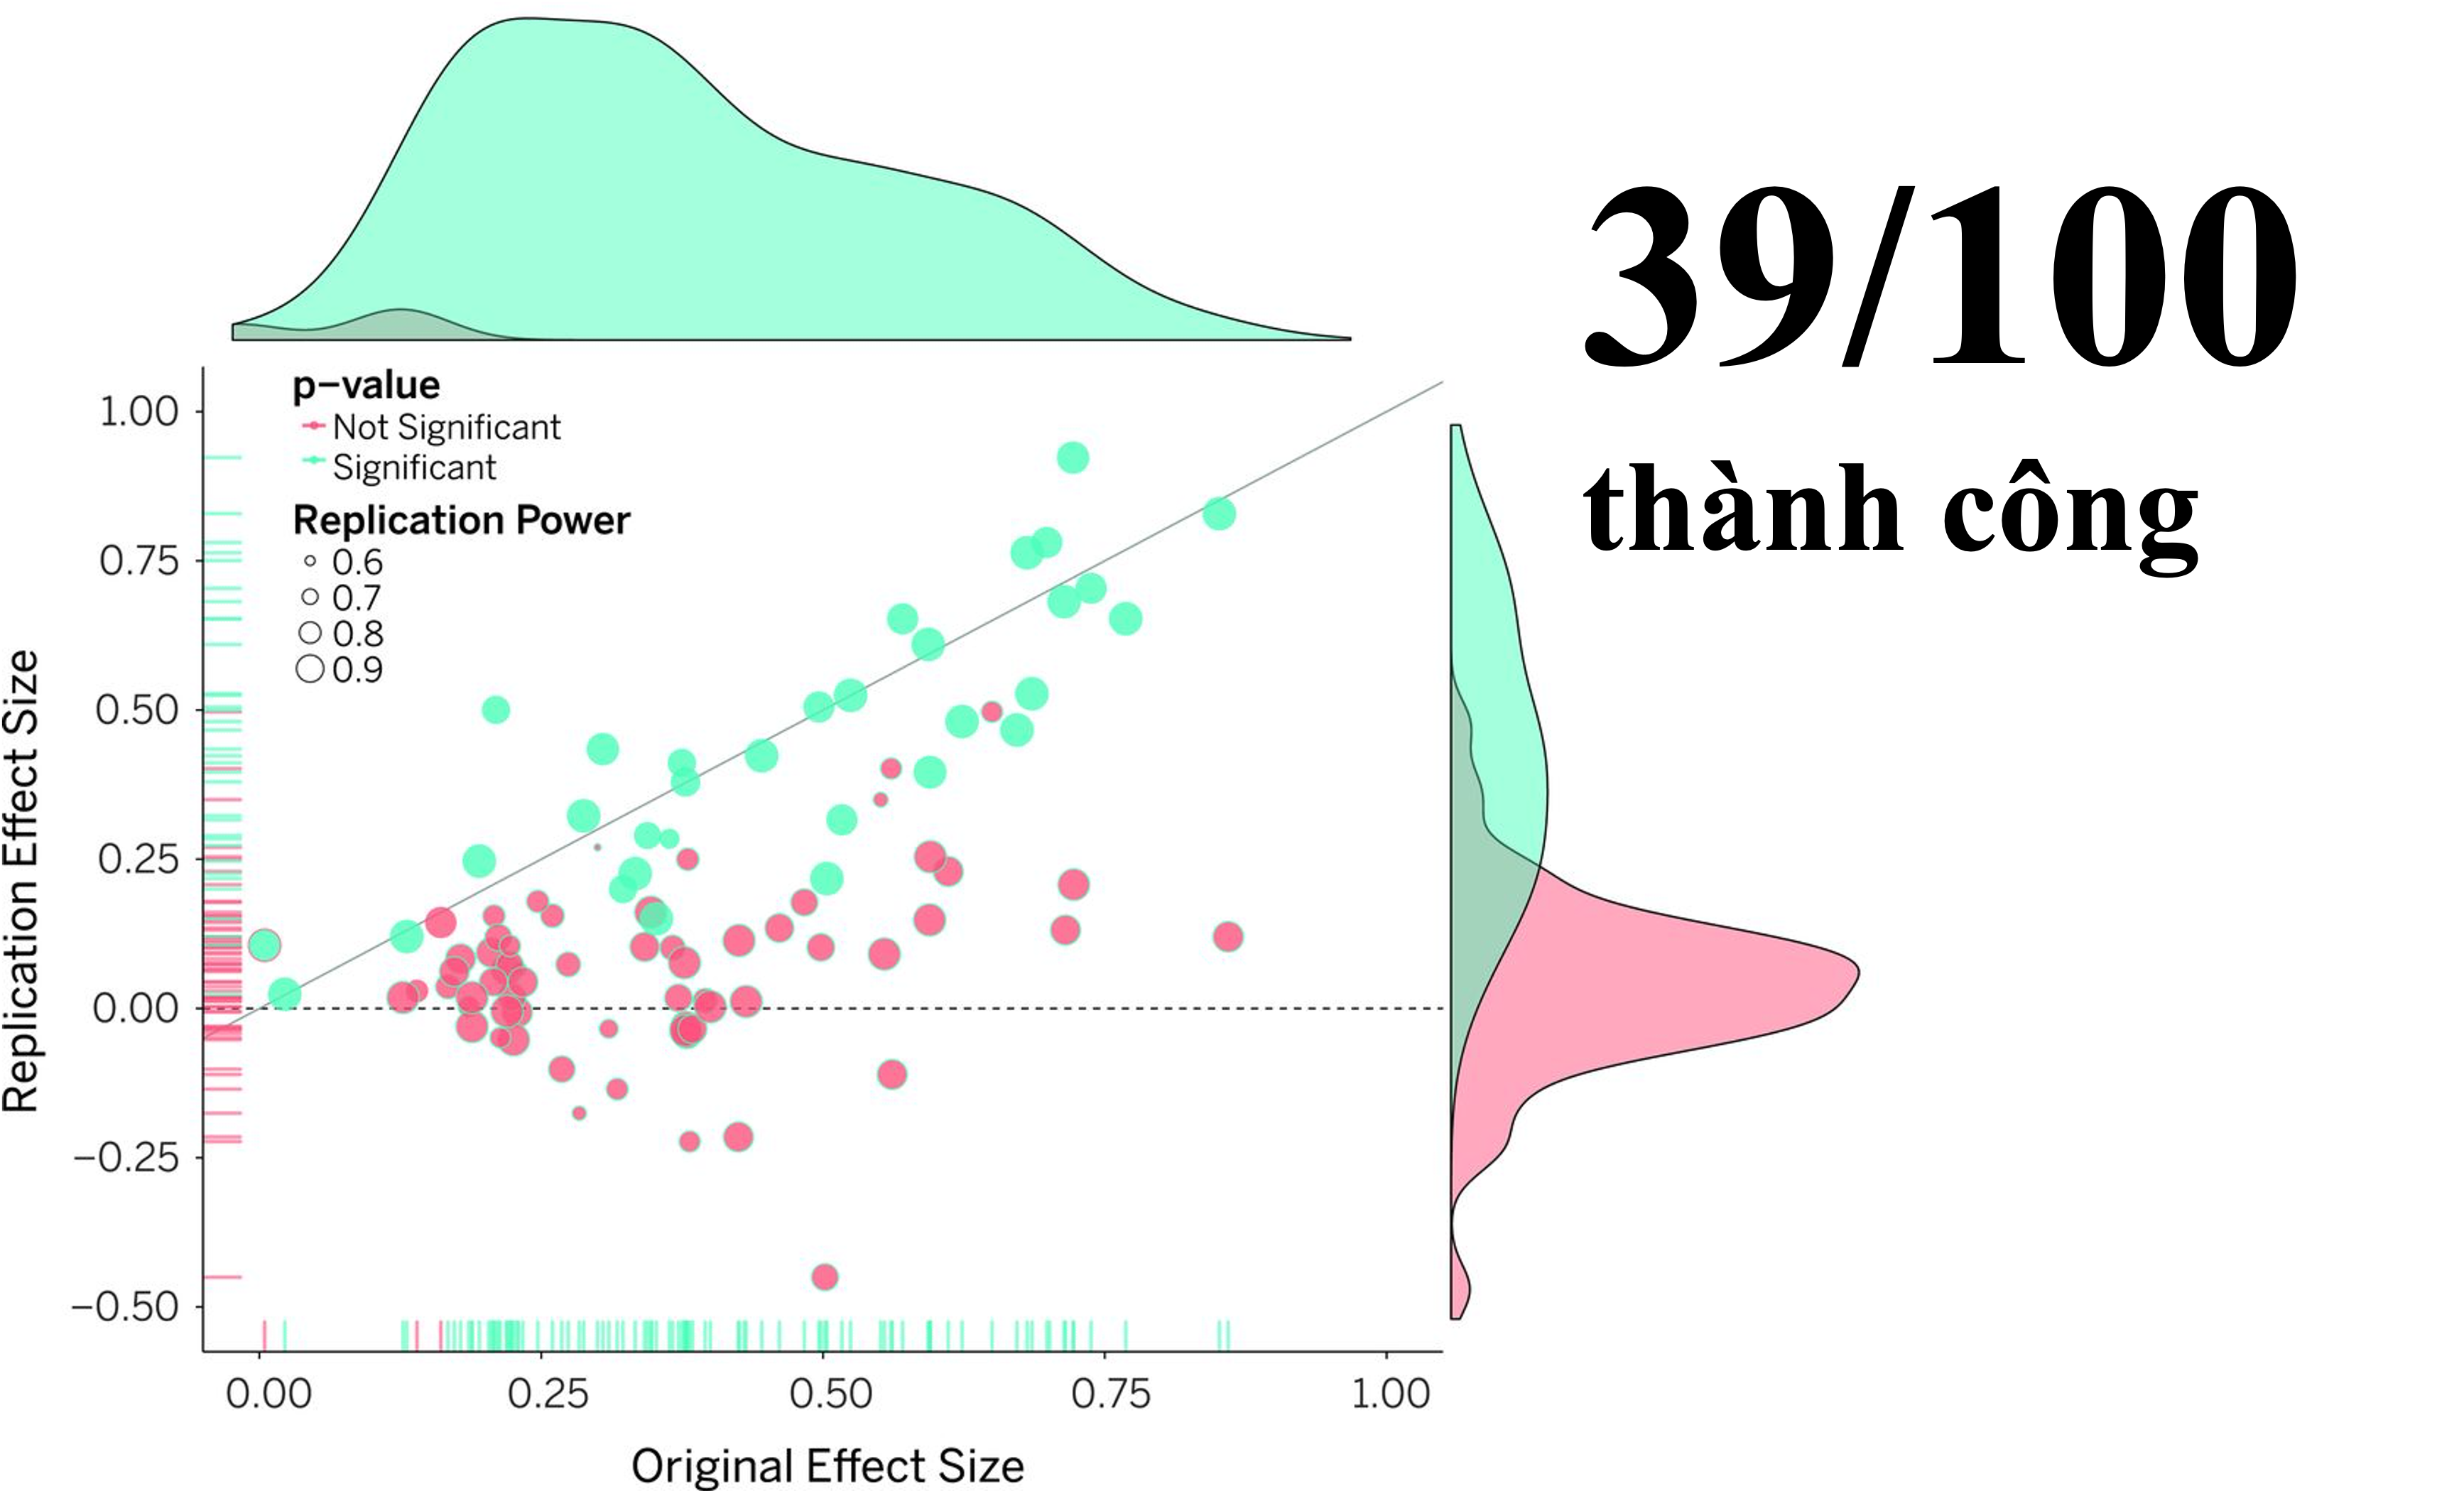 39/100
thành công
p−value
Not Significant
Significant
Replication Power
0.6
0.7
0.8
0.9
Replication Effect Size
1.00
0.75
0.50
0.25
0.00
−0.25
−0.50
0.00 0.25 0.50 0.75 1.00
Original Effect Size